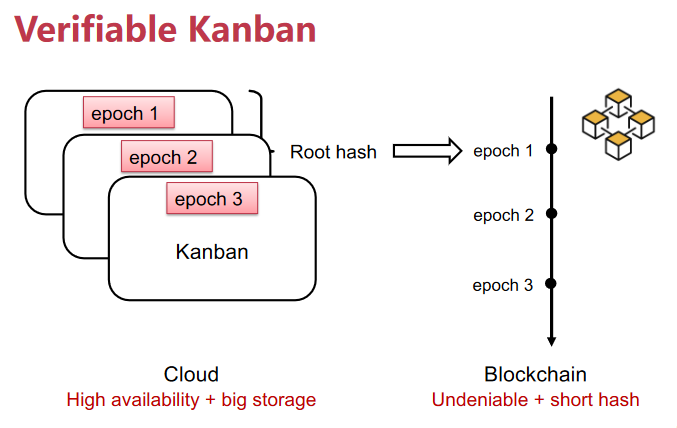 Verifiable Kanban
epoch 1
epoch 2
epoch 3
Kanban
Root hash
epoch 1
epoch 2
epoch 3
Cloud
High availability + big storage
Blockchain
Undeniable + short hash